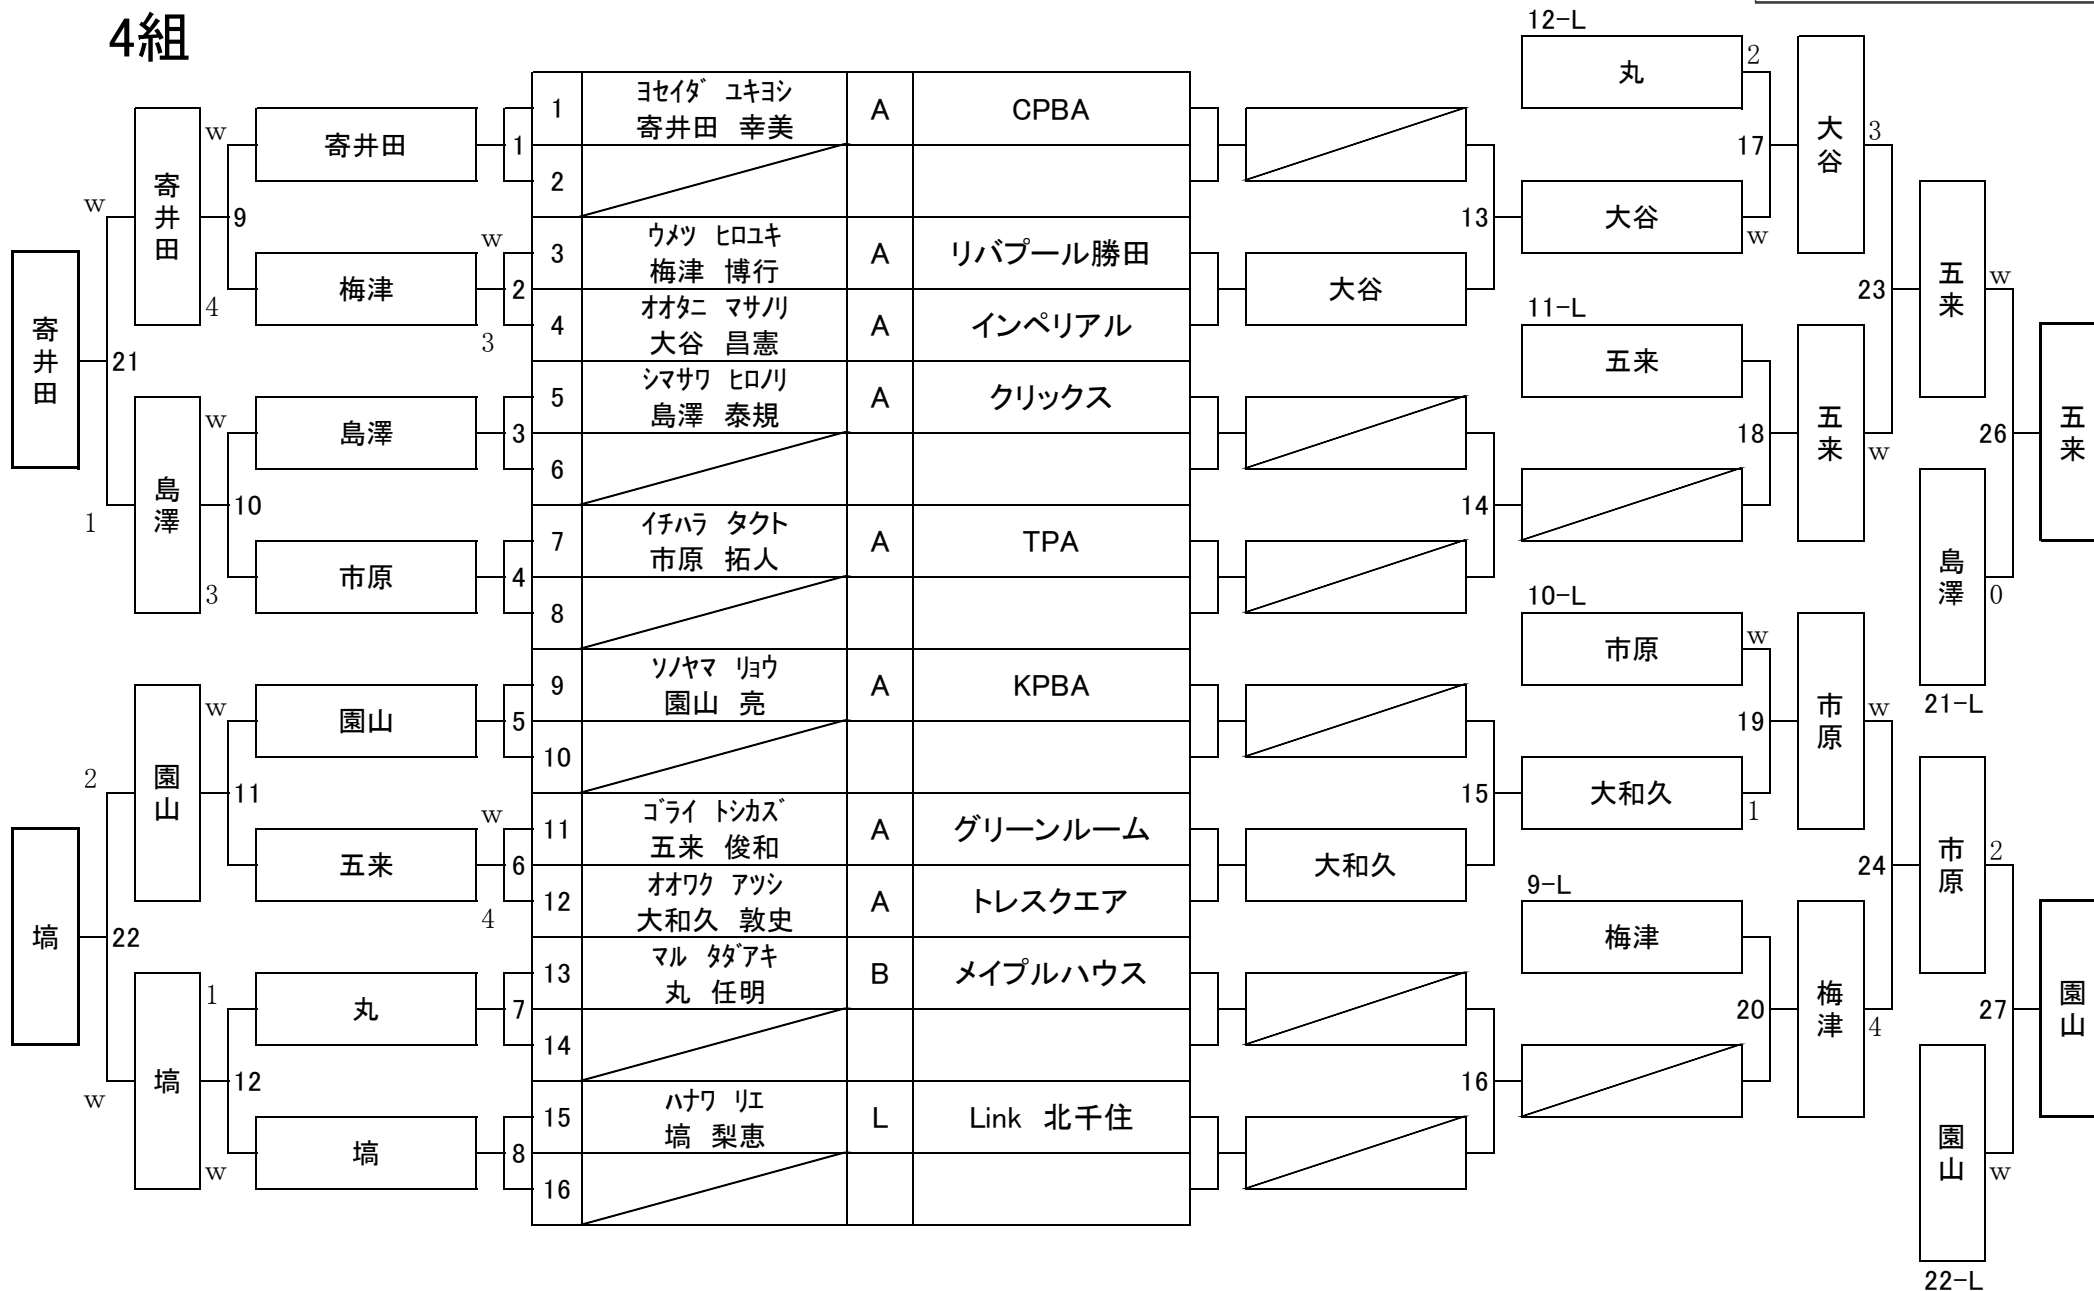 4組
寄井田
塙
w
21
1
2
22
w
寄井田
島澤
園山
塙
w
9
4
w
10
3
w
11
1
12
w
寄井田
梅津
島澤
市原
園山
五来
丸
塙
1
w
2
3
3
4
5
w
6
4
7
8
1 ヨセイダ ユキヨシ A CPBA
寄井田 幸美
2
3 ウメツ ヒロユキ A リバプール勝田
梅津 博行
4 オオタニ マサノリ A インペリアル
大谷 昌憲
5 シマサワ ヒロノリ A クリックス
島澤 泰規
6
7 イチハラ タクト A TPA
市原 拓人
8
9 ソノヤマ リョウ A KPBA
園山 亮
10
11 ゴライ トシカズ A グリーンルーム
五来 俊和
12 オオワク アツシ A トレスクエア
大和久 敦史
13 マル タダアキ B メイプルハウス
丸 任明
14
15 ハナワ リエ L Link 北千住
塙 梨恵
16
大谷
大和久
13
14
15
16
12-L
丸
2
17
大谷
w
11-L
五来
18
10-L
市原
w
19
大和久
1
9-L
梅津
20
大谷
3
23
五来
w
市原
w
24
梅津
4
五来
w
26
島澤
0
21-L
市原
2
27
園山
w
22-L
五来
園山